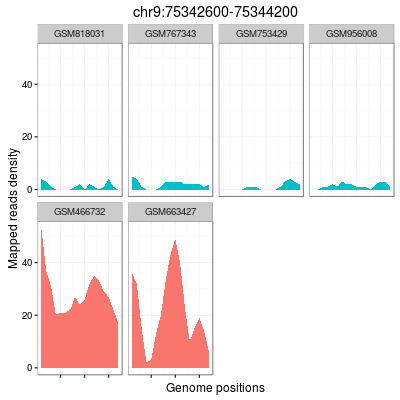 chr9:75342600-75344200
GSM818031 GSM767343 GSM753429 GSM956008
40
20
0
Mapped reads density
GSM466732 GSM663427
40
20
0
Genome positions